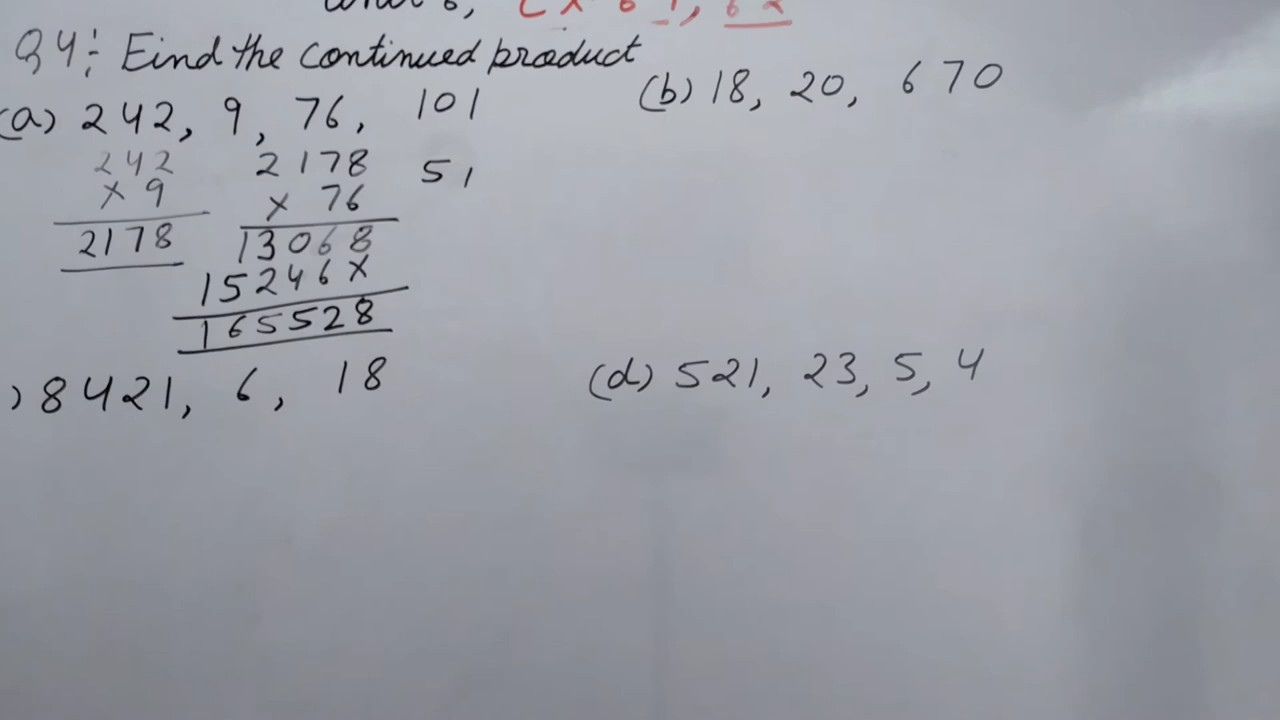 Q4: Find the continued product
(a) 242, 9, 76, 101
(b) 18, 20, 670
242
× 9
2178
2178
× 76
13068
15246×
165528
51
) 8421, 6, 18
(d) 521, 23, 5, 4